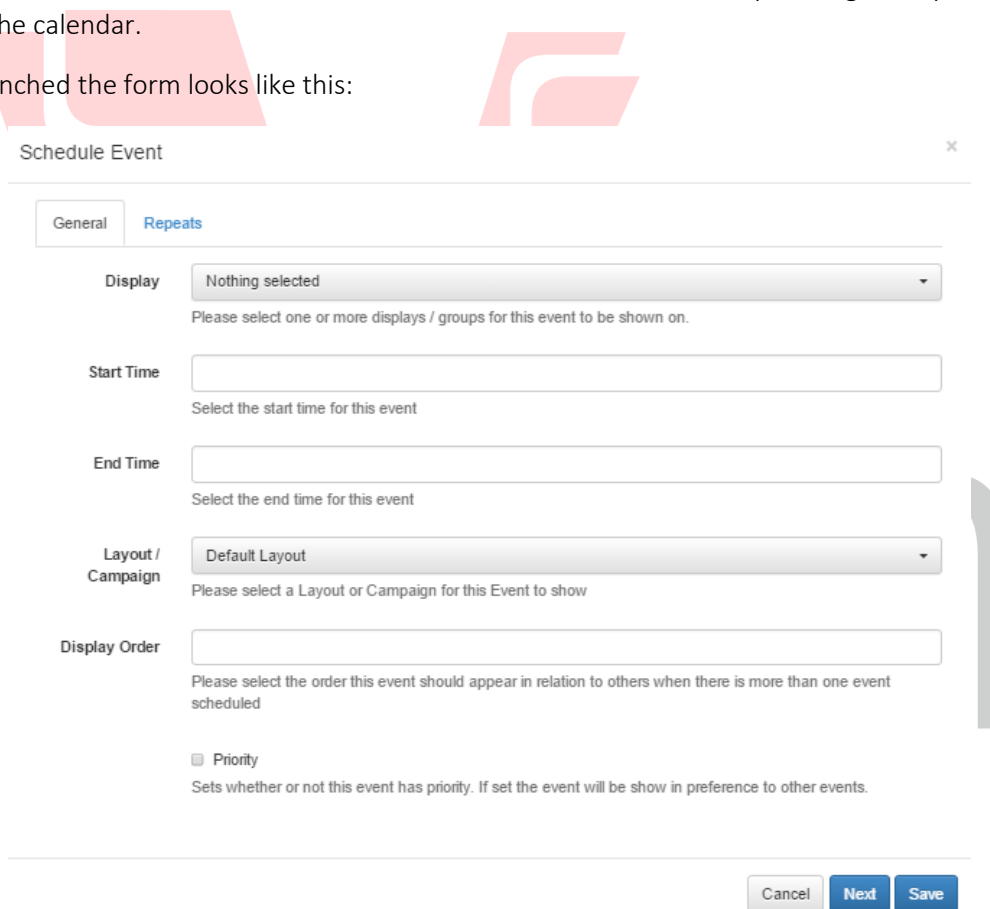 he calendar.
nched the form looks like this:
Schedule Event ×
General Repeats
Display Nothing selected
Please select one or more displays / groups for this event to be shown on.
Start Time
Select the start time for this event
End Time
Select the end time for this event
Layout / Default Layout
Campaign
Please select a Layout or Campaign for this Event to show
Display Order
Please select the order this event should appear in relation to others when there is more than one event
scheduled
Priority
Sets whether or not this event has priority. If set the event will be show in preference to other events.
Cancel Next Save